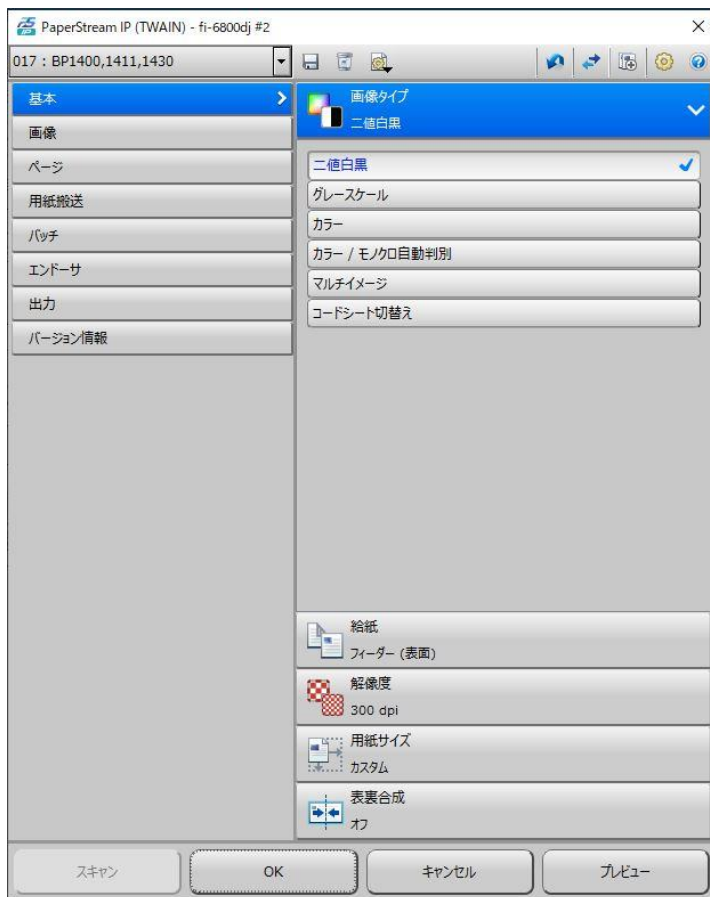 PaperStream IP (TWAIN) - fi-6800dj #2
017 : BP1400,1411,1430
基本
画像
ページ
用紙搬送
バッチ
エンドーサ
出力
バージョン情報
画像タイプ
二値白黒
二値白黒
グレースケール
カラー
カラー / モノクロ自動判別
マルチイメージ
コードシート切替え
給紙
フィーダー (表面)
解像度
300 dpi
用紙サイズ
カスタム
表裏合成
オフ
スキャン
OK
キャンセル
プレビュー